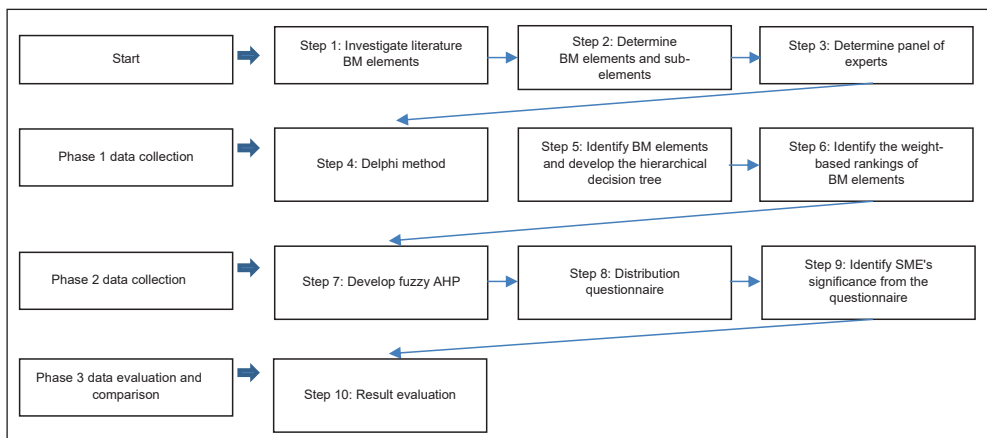 Start
Step 1: Investigate literature
BM elements
Step 2: Determine
BM elements and sub-
elements
Step 3: Determine panel of
experts
Phase 1 data collection
Step 4: Delphi method
Step 5: Identify BM elements
and develop the hierarchical
decision tree
Step 6: Identify the weight-
based rankings of
BM elements
Phase 2 data collection
Step 7: Develop fuzzy AHP
Step 8: Distribution
questionnaire
Step 9: Identify SME's
significance from the
questionnaire
Phase 3 data evaluation and
comparison
Step 10: Result evaluation